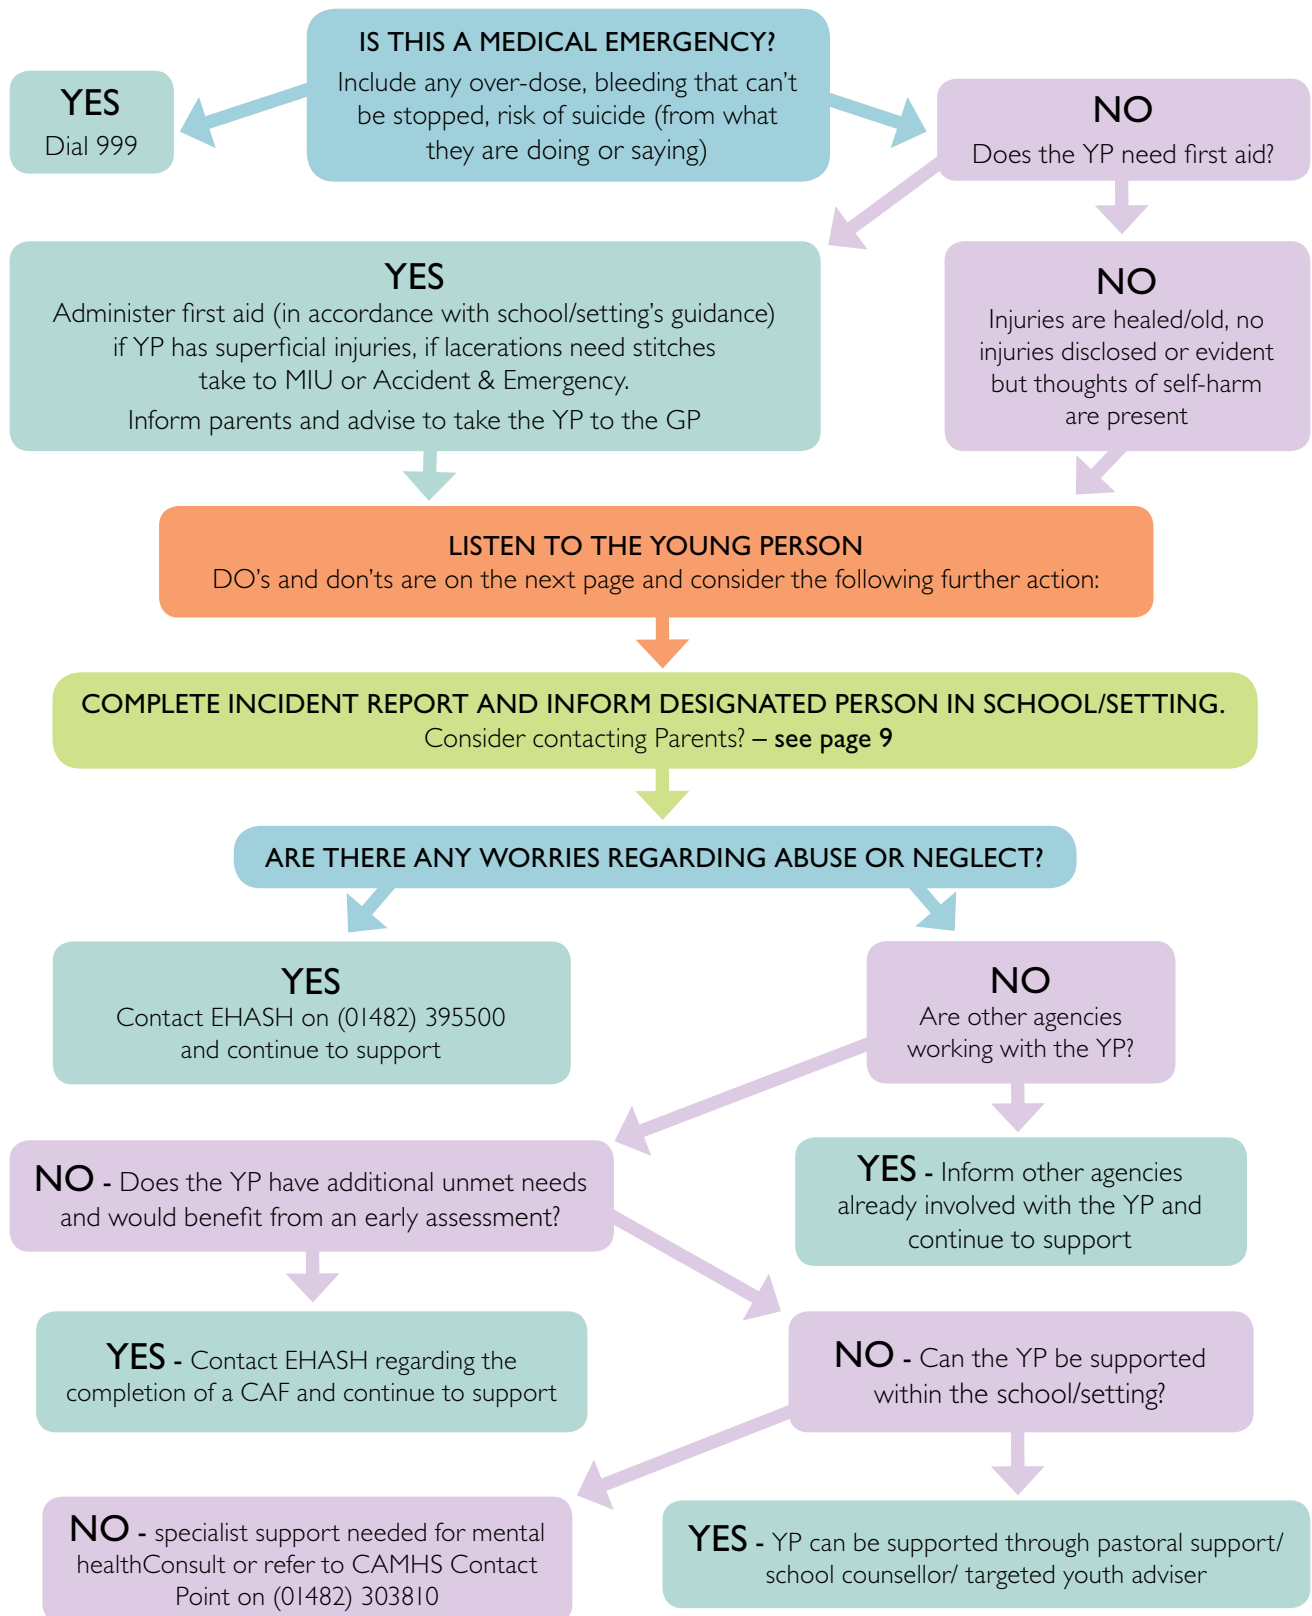 IS THIS A MEDICAL EMERGENCY?
Include any over-dose, bleeding that can't
be stopped, risk of suicide (from what
they are doing or saying)
YES
Dial 999
NO
Does the YP need first aid?
YES
Administer first aid (in accordance with school/setting's guidance)
if YP has superficial injuries, if lacerations need stitches
take to MIU or Accident & Emergency.
Inform parents and advise to take the YP to the GP
NO
Injuries are healed/old, no
injuries disclosed or evident
but thoughts of self-harm
are present
LISTEN TO THE YOUNG PERSON
DO's and don'ts are on the next page and consider the following further action:
COMPLETE INCIDENT REPORT AND INFORM DESIGNATED PERSON IN SCHOOL/SETTING.
Consider contacting Parents? – see page 9
ARE THERE ANY WORRIES REGARDING ABUSE OR NEGLECT?
YES
Contact EHASH on (01482) 395500
and continue to support
NO
Are other agencies
working with the YP?
NO - Does the YP have additional unmet needs
and would benefit from an early assessment?
YES - Inform other agencies
already involved with the YP and
continue to support
YES - Contact EHASH regarding the
completion of a CAF and continue to support
NO - Can the YP be supported
within the school/setting?
NO - specialist support needed for mental
healthConsult or refer to CAMHS Contact
Point on (01482) 303810
YES - YP can be supported through pastoral support/
school counsellor/ targeted youth adviser